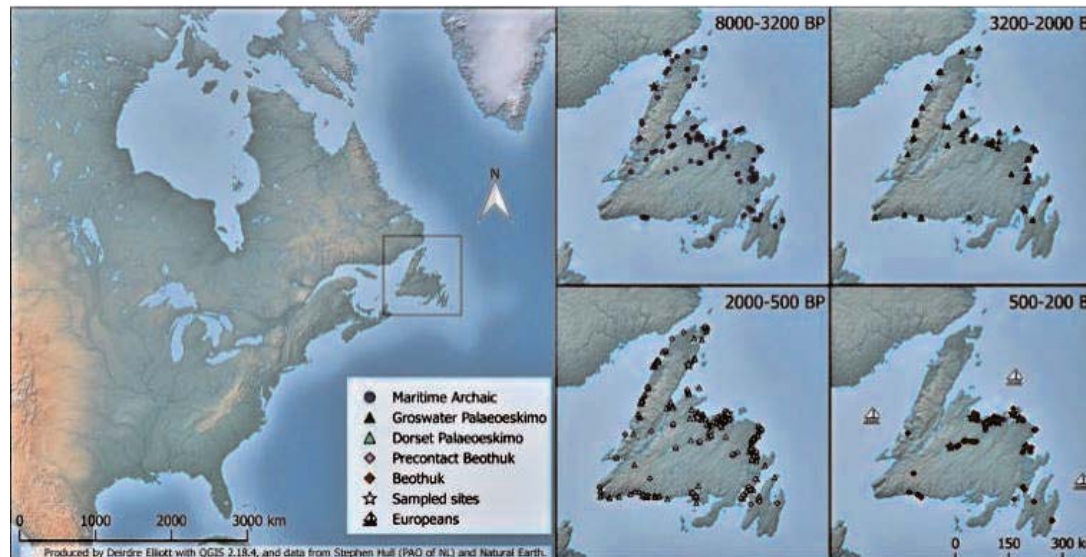 8000-3200 BP
3200-2000 BP
N
2000-500 BP
500-200 BP
Maritime Archaic
Groswater Palaeoeskimo
Dorset Palaeoeskimo
Precontact Beothuk
Beothuk
Sampled sites
Europeans
0 1000 2000 3000 km
0 150 300 k
Produced by Deirdre Elliott with QGIS 2.18.4, and data from Stephen Hull (PAO of NL) and Natural Earth.